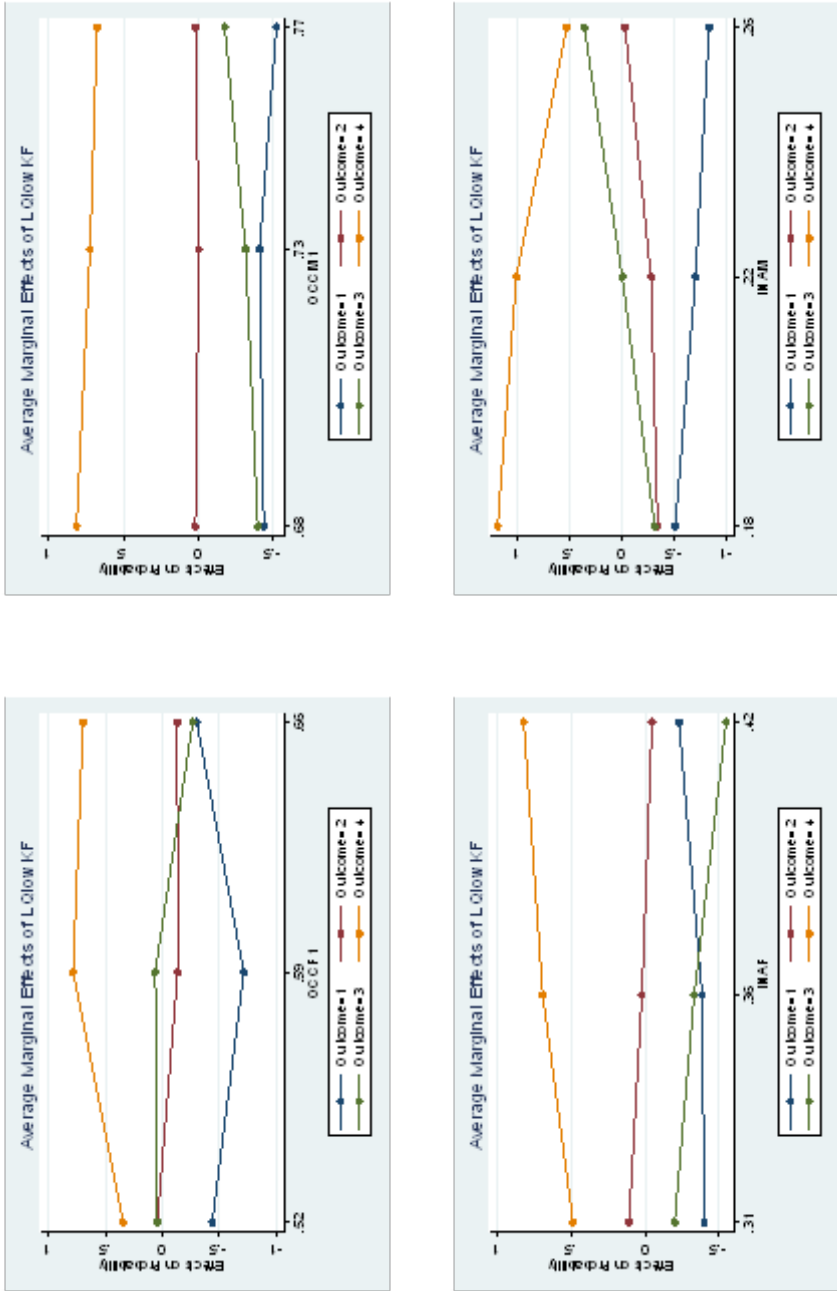 Average Marginal Effects of LQlow KF
Effects on Probability
1
.5
0
-.5
-1
.52 .59 .66
OCCF1
Outcome=1 Outcome=2
Outcome=3 Outcome=4
Average Marginal Effects of LQlow KF
Effects on Probability
1
.5
0
-.5
.68 .73 .77
OCCM1
Outcome=1 Outcome=2
Outcome=3 Outcome=4
Average Marginal Effects of LQlow KF
Effects on Probability
1
.5
0
-.5
.31 .36 .42
INAF
Outcome=1 Outcome=2
Outcome=3 Outcome=4
Average Marginal Effects of LQlow KF
Effects on Probability
1
.5
0
-.5
-1
.18 .22 .26
INAM
Outcome=1 Outcome=2
Outcome=3 Outcome=4